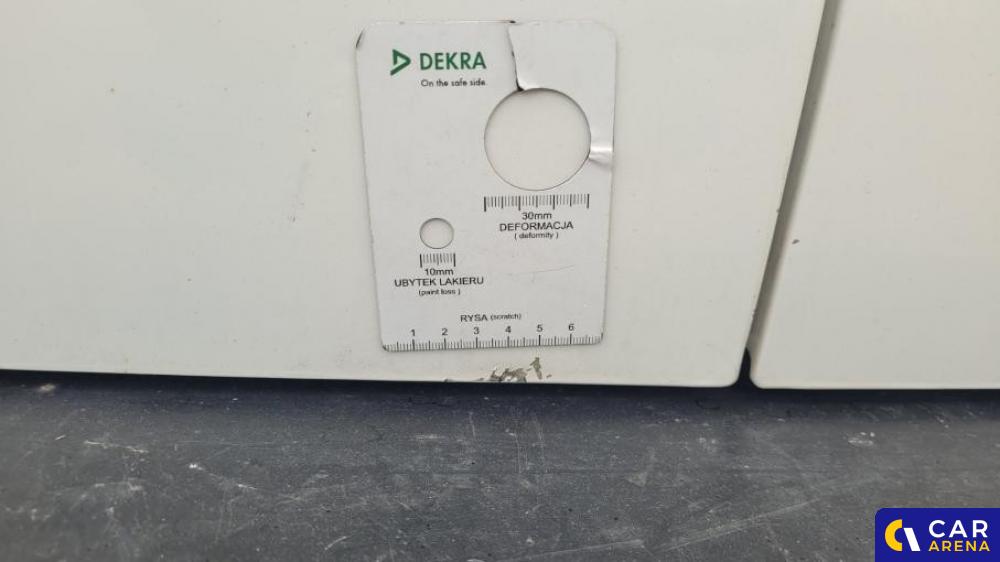 DEKRA
On the safe side.
30mm
DEFORMACJA
( deformity )
10mm
UBYTEK LAKIERU
(paint loss )
RYSA (scratch)
1 2 3 4 5 6
CAR
ARENA